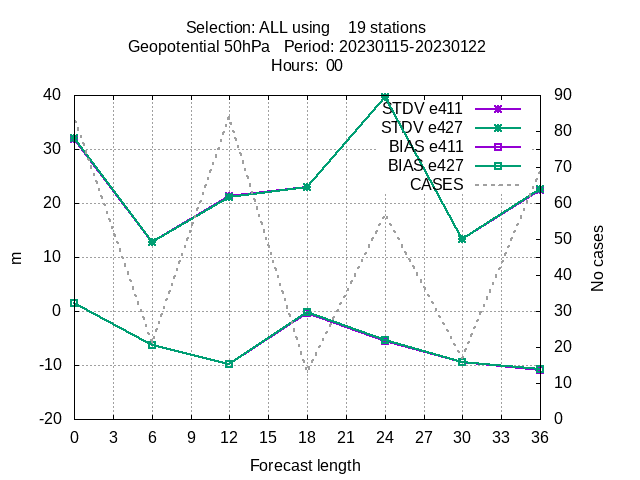 Selection: ALL using    19 stations
Geopotential 50hPa   Period: 20230115-20230122
Hours:  00
40
30
20
10
0
-10
-20
m
90
80
70
60
50
40
30
20
10
0
No cases
STDV e411
STDV e427
BIAS e411
BIAS e427
CASES
0 3 6 9 12 15 18 21 24 27 30 33 36
Forecast length